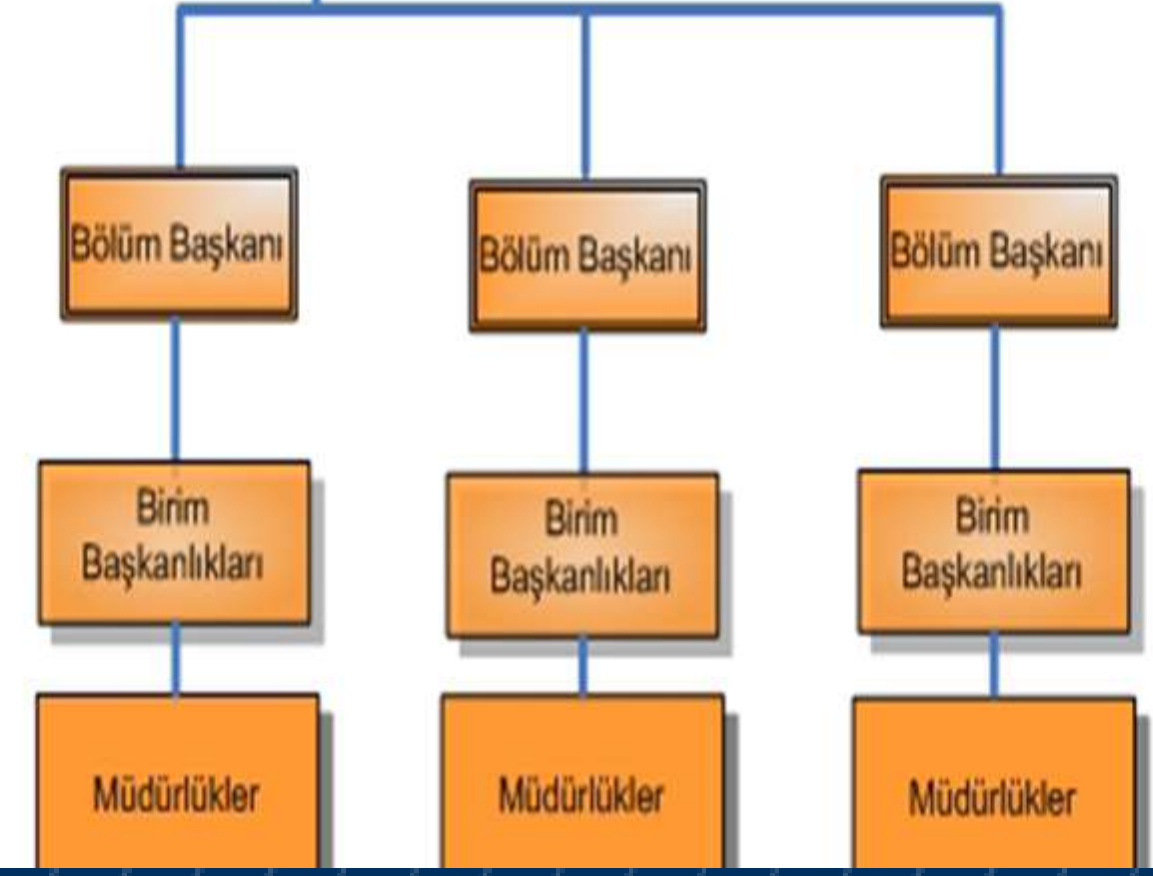 Bölüm Başkanı
Bölüm Başkanı
Bölüm Başkanı
Birim
Başkanlıkları
Birim
Başkanlıkları
Birim
Başkanlıkları
Müdürlükler
Müdürlükler
Müdürlükler